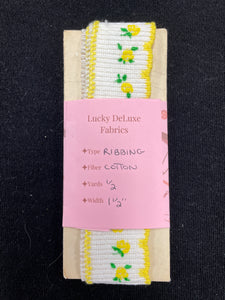 Lucky DeLuxe
Fabrics
✦Type RIBBING
✦Fiber COTTON
✦Yards 1/2
✦Width 1 1/2"